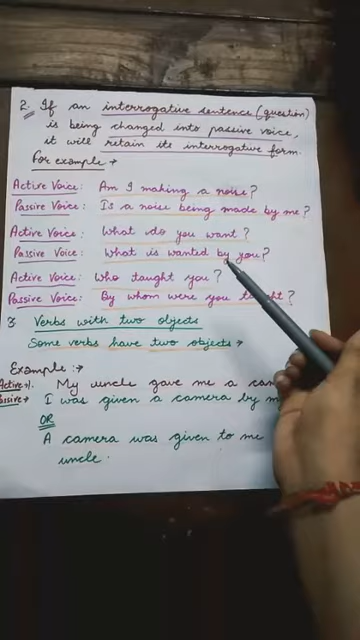 2. If an interrogative sentence (question)
is being changed into passive voice,
it will retain its interrogative form.
For example →
Active Voice: Am I making a noise?
Passive Voice: Is a noise being made by me?
Active Voice: What do you want?
Passive Voice: What is wanted by you?
Active Voice: Who taught you?
Passive Voice: By whom were you taught?
3 Verbs with two objects
Some verbs have two objects →
Example :→
Active→ My uncle gave me a
Passive→ I was given a camera by
OR
A camera was given to me
uncle.